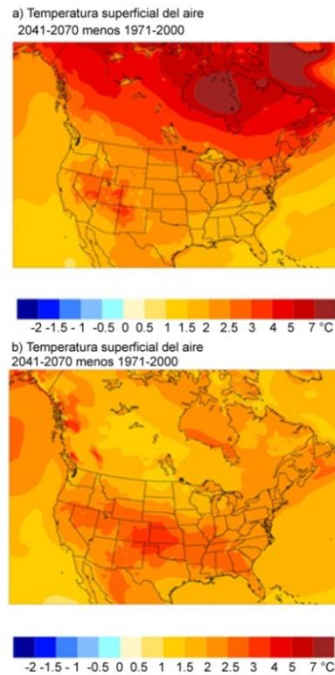 a) Temperatura superficial del aire
2041-2070 menos 1971-2000
-2 -1.5 - 1 -0.5 0 0.5 1 1.5 2 2.5 3 4 5 7 °C
b) Temperatura superficial del aire
2041-2070 menos 1971-2000
-2 -1.5 - 1 -0.5 0 0.5 1 1.5 2 2.5 3 4 5 7 °C